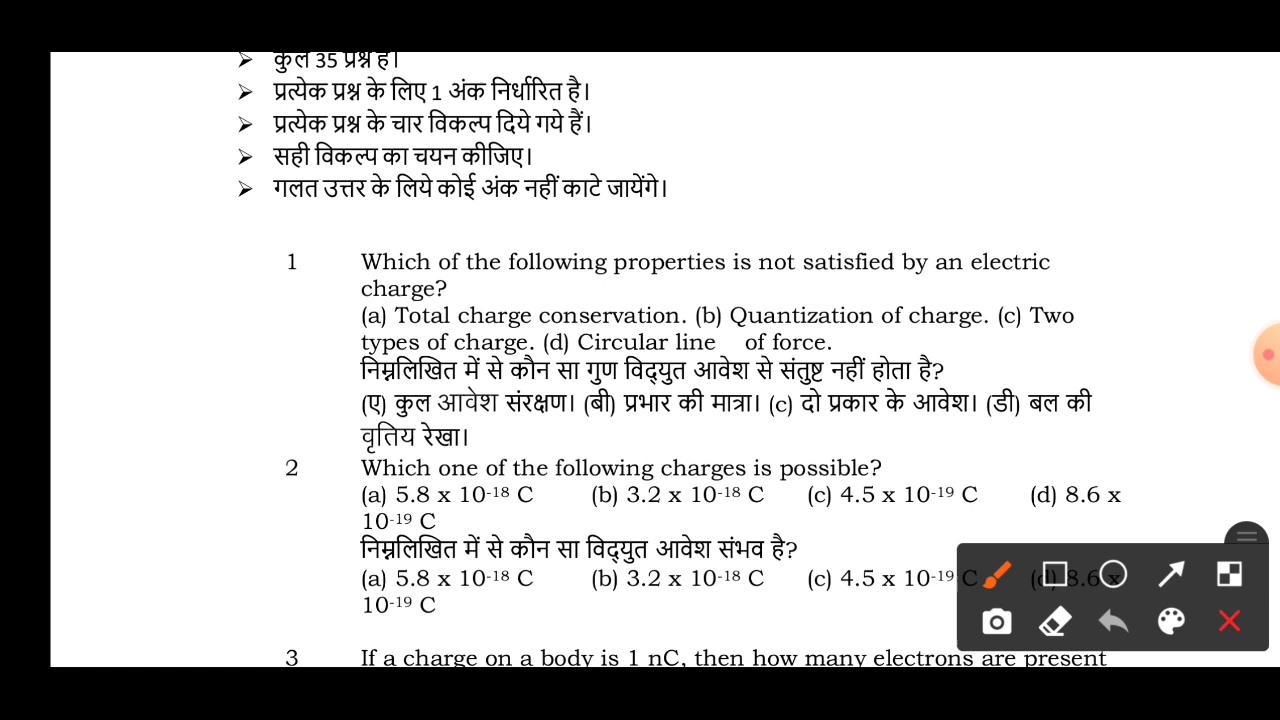 ➢ कुल 35 प्रश्न हैं।
➢ प्रत्येक प्रश्न के लिए 1 अंक निर्धारित है।
➢ प्रत्येक प्रश्न के चार विकल्प दिये गये हैं।
➢ सही विकल्प का चयन कीजिए।
➢ गलत उत्तर के लिये कोई अंक नहीं काटे जायेंगे।
1 Which of the following properties is not satisfied by an electric
charge?
(a) Total charge conservation. (b) Quantization of charge. (c) Two
types of charge. (d) Circular line of force.
निम्नलिखित में से कौन सा गुण विद्युत आवेश से संतुष्ट नहीं होता है?
(ए) कुल आवेश संरक्षण। (बी) प्रभार की मात्रा। (c) दो प्रकार के आवेश। (डी) बल की
वृतिय रेखा।
2 Which one of the following charges is possible?
(a) 5.8 x 10⁻¹⁸ C (b) 3.2 x 10⁻¹⁸ C (c) 4.5 x 10⁻¹⁹ C (d) 8.6 x
10⁻¹⁹ C
निम्नलिखित में से कौन सा विद्युत आवेश संभव है?
(a) 5.8 x 10⁻¹⁸ C (b) 3.2 x 10⁻¹⁸ C (c) 4.5 x 10⁻¹⁹ C (d) 8.6 x
10⁻¹⁹ C
3 If a charge on a body is 1 nC, then how many electrons are present